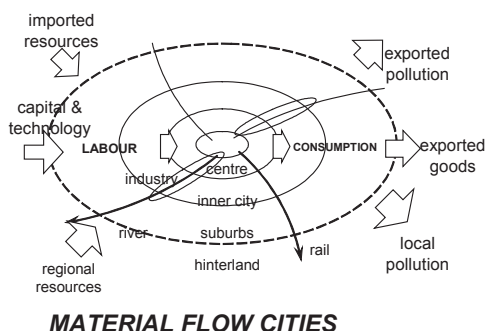 imported
resources
exported
pollution
capital &
technology
LABOUR
CONSUMPTION
exported
goods
centre
industry
inner city
river
suburbs
rail
local
pollution
hinterland
regional
resources
MATERIAL FLOW CITIES